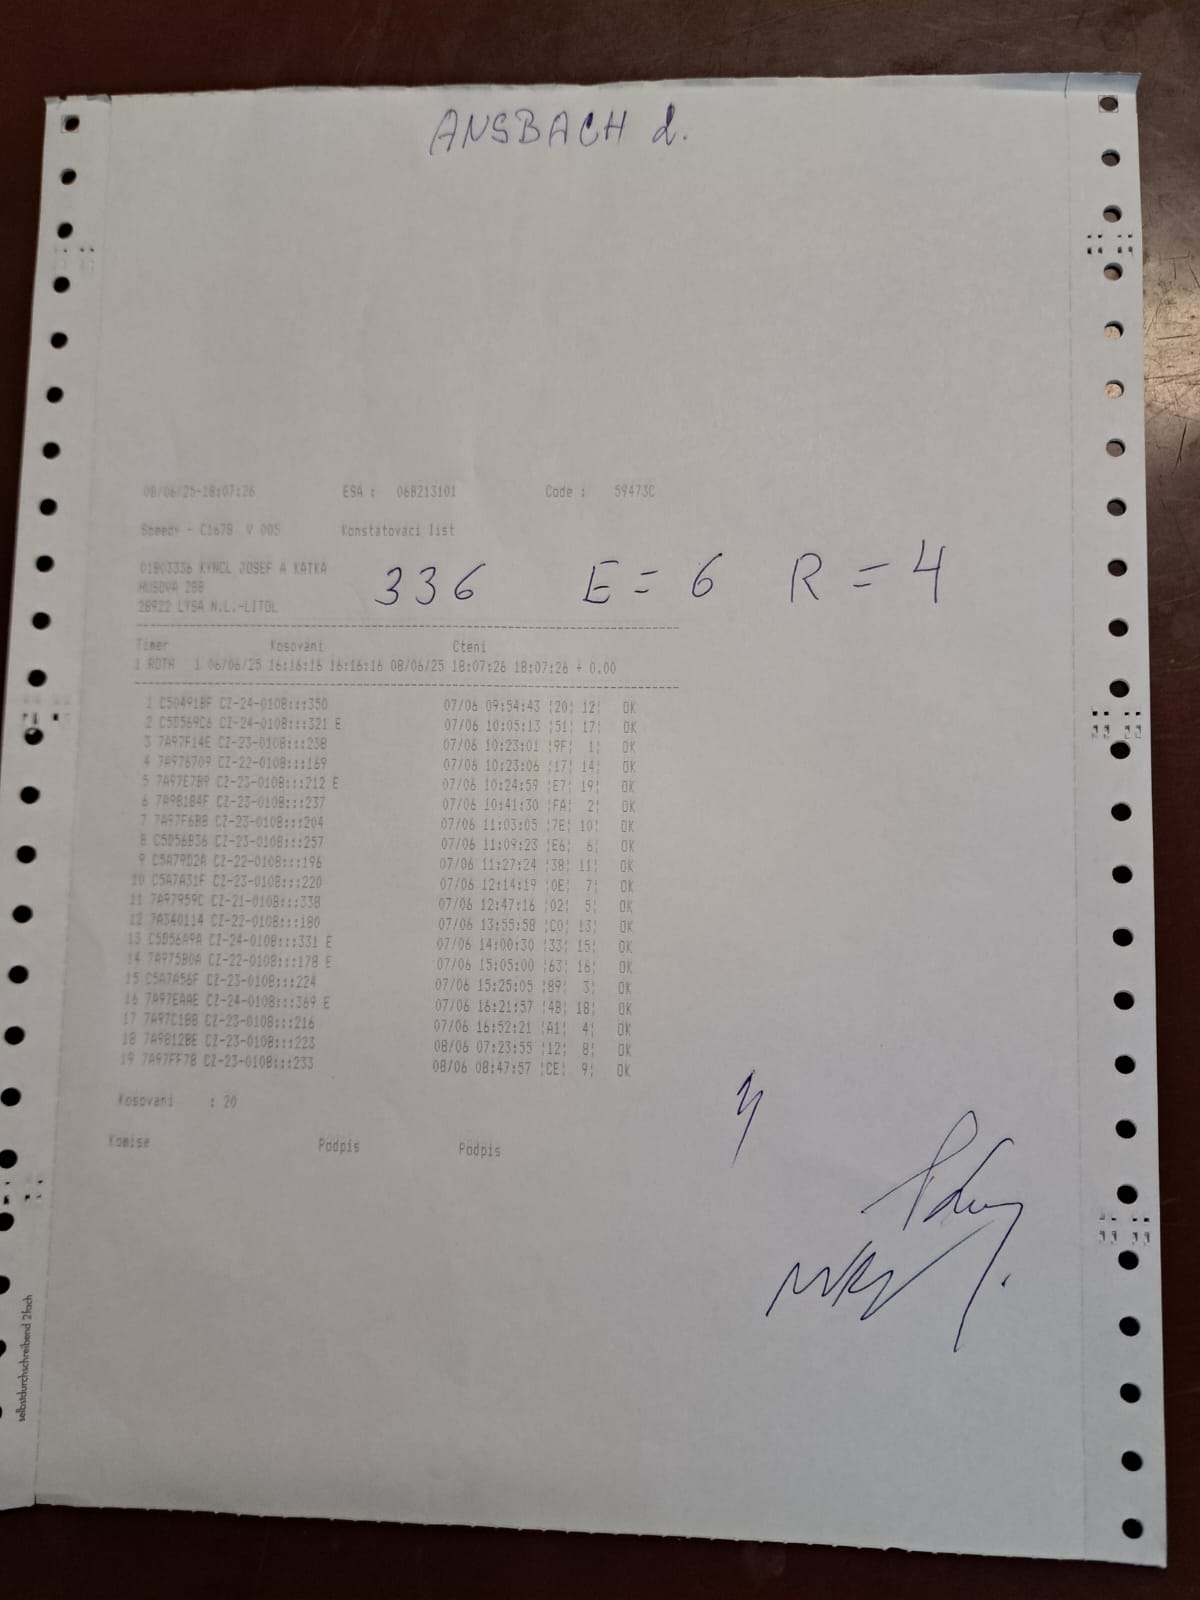 ANSBACH 2.
08/06/25-18:07:26 ESA : 068213101 Code : 59473C
Speedy - C1678 V 005 Konstatovaci list
01803336 KYNCL JOSEF A KATKA
HUSOVA 288
28922 LYSA N.L.-LITOL
336 E = 6 R = 4
Timer Kosovani Cteni
1 ROTH 1 06/06/25 16:16:16 16:16:16 08/06/25 18:07:26 18:07:26 + 0.00
1 C50491BF CZ-24-0108:::350 07/06 09:54:43 |20| 12| OK
2 C5D569C6 CZ-24-0108:::321 E 07/06 10:05:13 |51| 17| OK
3 7A97F14E CZ-23-0108:::238 07/06 10:23:01 |9F| 1| OK
4 7A976709 CZ-22-0108:::169 07/06 10:23:06 |17| 14| OK
5 7A97E7B9 CZ-23-0108:::212 E 07/06 10:24:59 |E7| 19| OK
6 7A98184F CZ-23-0108:::237 07/06 10:41:30 |FA| 2| OK
7 7A97F6B8 CZ-23-0108:::204 07/06 11:03:05 |7E| 10| OK
8 C5D56B36 CZ-23-0108:::257 07/06 11:09:23 |E6| 6| OK
9 C5A79D2A CZ-22-0108:::196 07/06 11:27:24 |38| 11| OK
10 C5A7A31F CZ-23-0108:::220 07/06 12:14:19 |0E| 7| OK
11 7A97959C CZ-21-0108:::338 07/06 12:47:16 |02| 5| OK
12 7A340114 CZ-22-0108:::180 07/06 13:55:58 |C0| 13| OK
13 C5D56A9A CZ-24-0108:::331 E 07/06 14:00:30 |33| 15| OK
14 7A975B0A CZ-22-0108:::178 E 07/06 15:05:00 |63| 16| OK
15 C5A7A56F CZ-23-0108:::224 07/06 15:25:05 |89| 3| OK
16 7A97EAAE CZ-24-0108:::369 E 07/06 16:21:57 |4B| 18| OK
17 7A97C1BB CZ-23-0108:::216 07/06 16:52:21 |A1| 4| OK
18 7A9812BE CZ-23-0108:::223 08/06 07:23:55 |12| 8| OK
19 7A97FF78 CZ-23-0108:::233 08/06 08:47:57 |CE| 9| OK
Kosovani : 20
Komise Podpis Podpis
selbstdurchschreibend 2fach